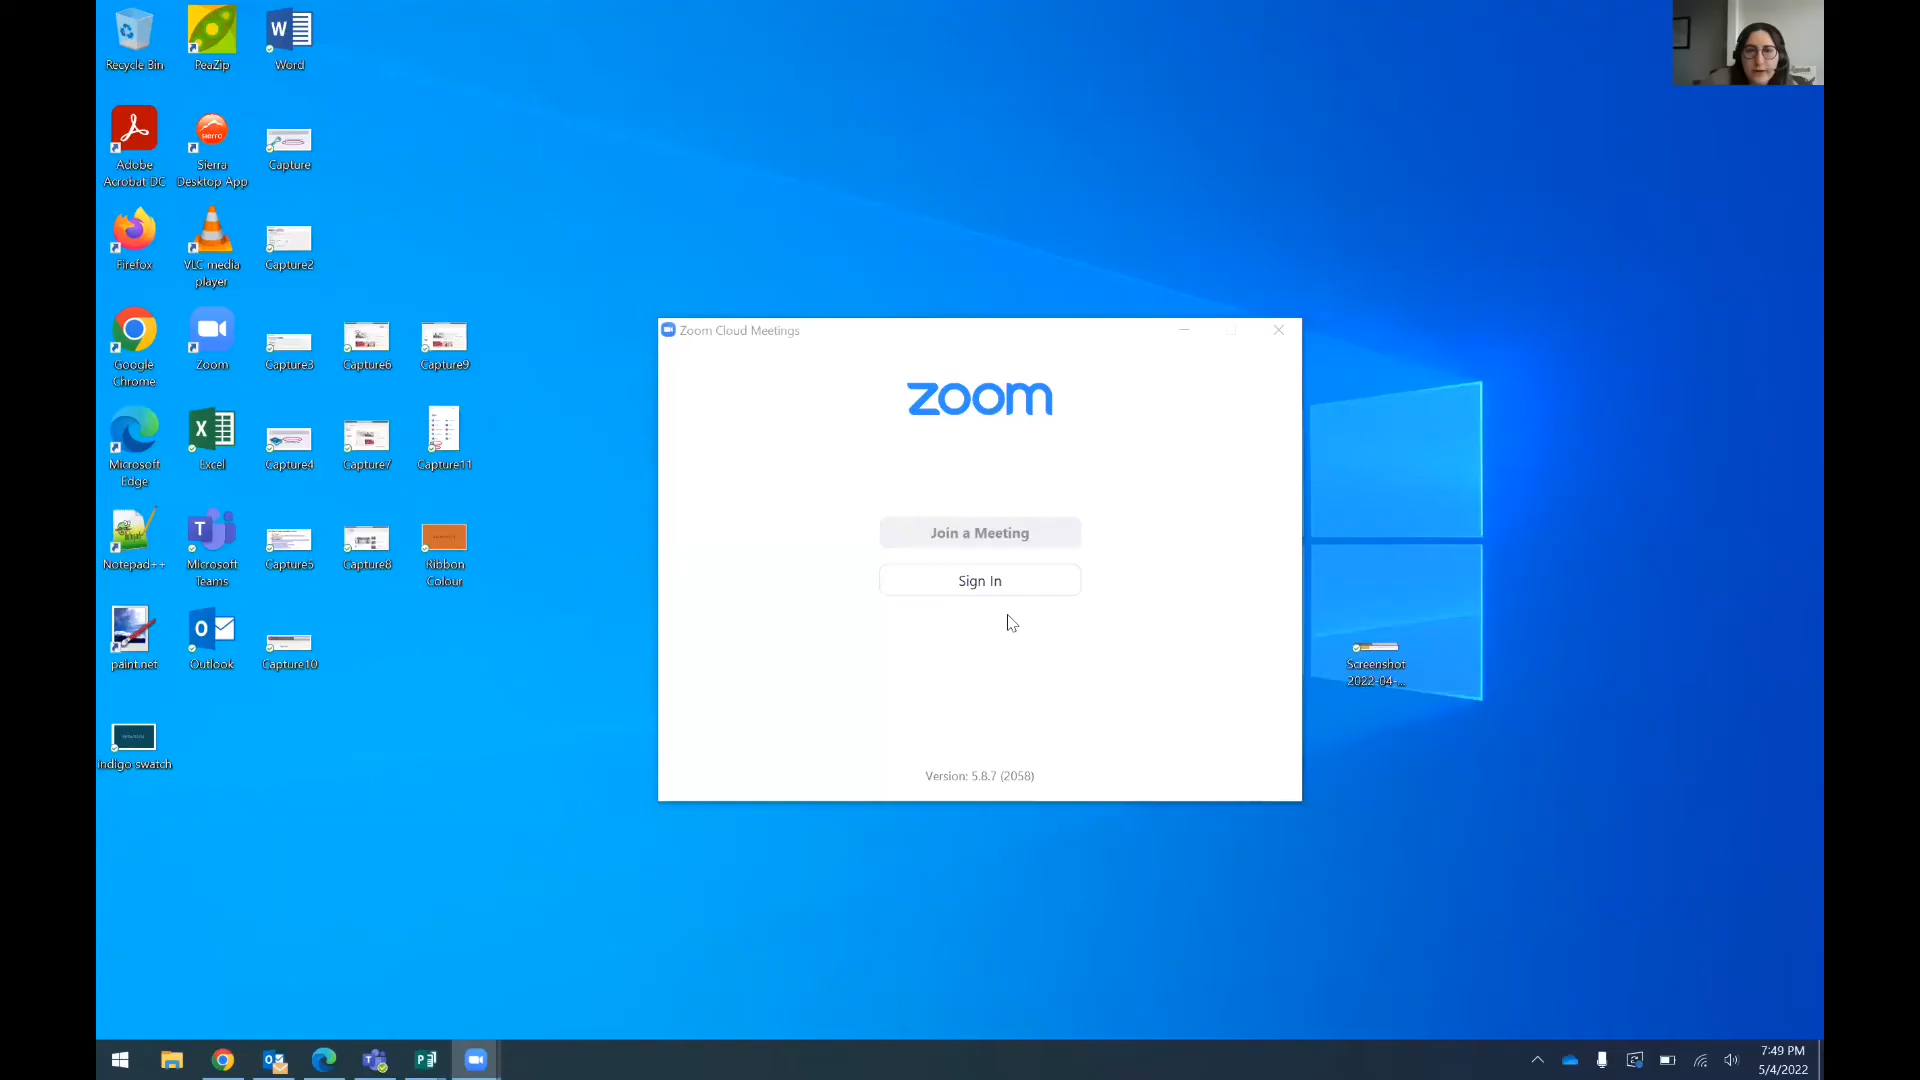 Recycle Bin
PeaZip
Word
Adobe
Acrobat DC
sierra
Sierra
Desktop App
Capture
Firefox
VLC media
player
Capture2
Google
Chrome
Zoom
Capture3
Capture6
Capture9
Microsoft
Edge
Excel
Capture4
Capture7
Capture11
Notepad++
Microsoft
Teams
Capture5
Capture8
Ribbon
Colour
paint.net
Outlook
Capture10
indigo swatch
Zoom Cloud Meetings
zoom
Join a Meeting
Sign In
Version: 5.8.7 (2058)
Screenshot
2022-04-...
7:49 PM
5/4/2022